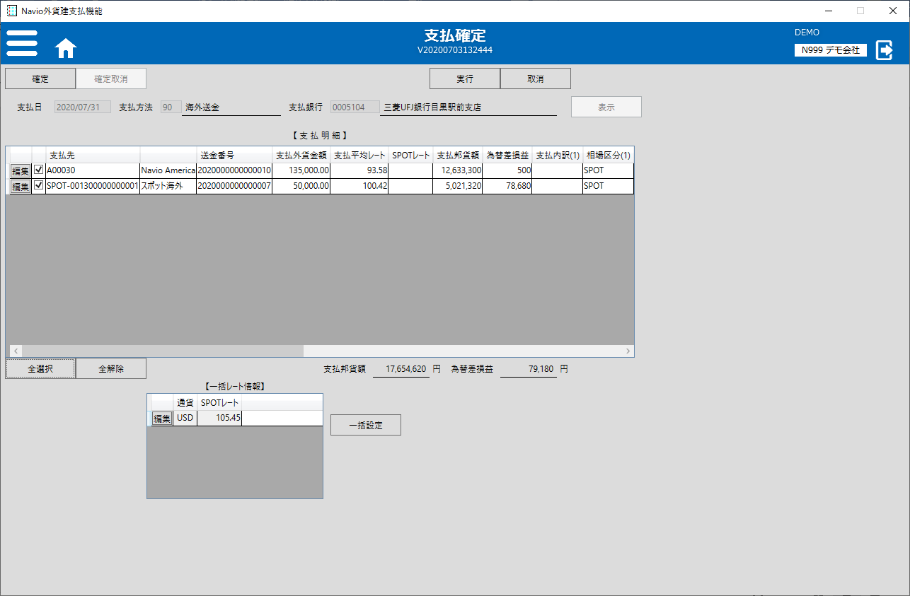 Navio外貨建支払機能
支払確定
V20200703132444
DEMO
N999 デモ会社
確定 確定取消 実行 取消
支払日 2020/07/31 支払方法 90 海外送金 支払銀行 0005104 三菱UFJ銀行目黒駅前支店 表示
【 支 払 明 細 】
支払先 送金番号 支払外貨金額 支払平均レート SPOTレート 支払邦貨額 為替差損益 支払内訳(1) 相場区分(1)
編集 A00030 Navio America 2020000000000010 135,000.00 93.58 12,633,300 500 SPOT
編集 SPOT-001300000000001 スポット海外 2020000000000007 50,000.00 100.42 5,021,320 78,680 SPOT
全選択 全解除 支払邦貨額 17,654,620 円 為替差損益 79,180 円
【一括レート情報】
通貨 SPOTレート
編集 USD 105.45
一括設定